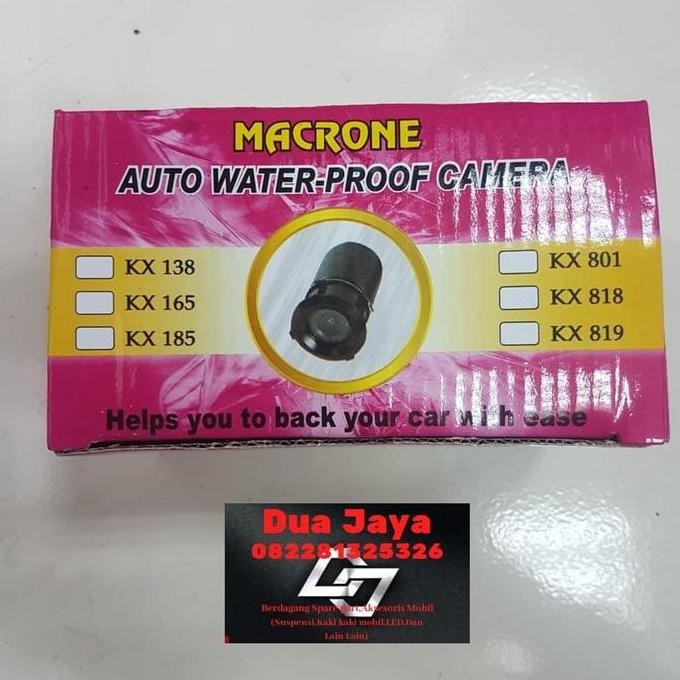 MACRONE
AUTO WATER-PROOF CAMERA
KX 138
KX 165
KX 185
KX 801
KX 818
KX 819
Helps you to back your car with ease
Dua Jaya
082281325326
Berdagang Spare part,Aksesoris Mobil
(Suspensi,Kaki kaki mobil,LED,Dan
Lain Lain)